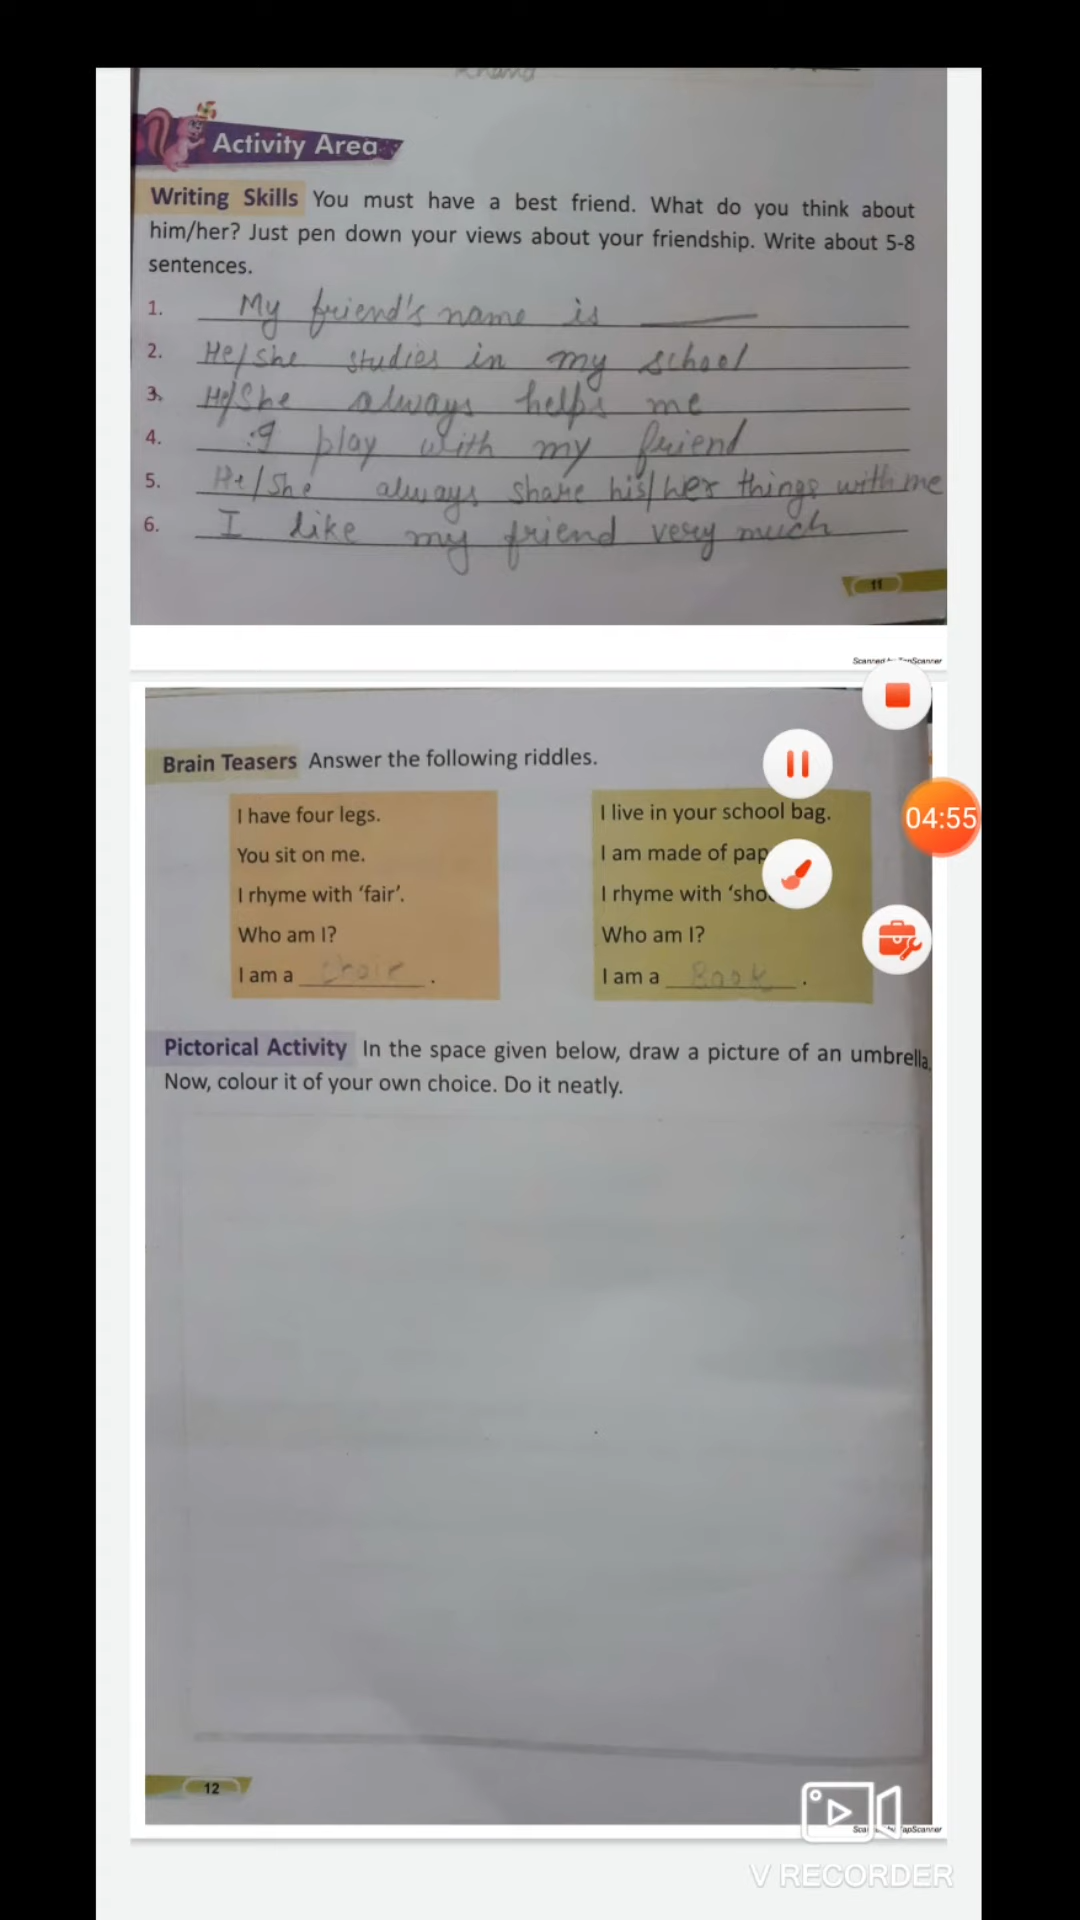 Activity Area
Writing Skills You must have a best friend. What do you think about
him/her? Just pen down your views about your friendship. Write about 5-8
sentences.
1. My friend's name is
2. He/She studies in my school
3. He/She always helps me
4. I play with my friend
5. He/She always share his/her things with me
6. I like my friend very much
11
Scanned TapScanner
Brain Teasers Answer the following riddles.
I have four legs.
You sit on me.
I rhyme with ‘fair’.
Who am I?
I am a Chair .
I live in your school bag.
I am made of pap
I rhyme with ‘sho
Who am I?
I am a Book .
04:55
Pictorical Activity In the space given below, draw a picture of an umbrella.
Now, colour it of your own choice. Do it neatly.
12
TapScanner
V RECORDER